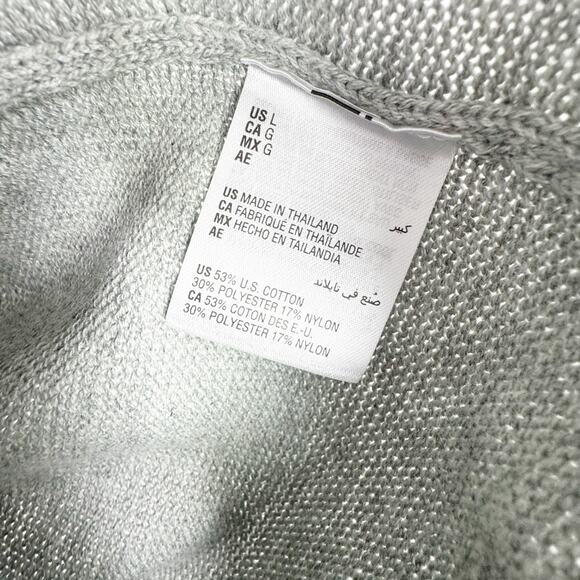 US L
CA G
MX G
AE
كبير
US MADE IN THAILAND
CA FABRIQUÉ EN THAÏLANDE
MX HECHO EN TAILANDIA
AE
صُنع في تايلاند
US 53% U.S. COTTON
30% POLYESTER 17% NYLON
CA 53% COTON DES É.-U.
30% POLYESTER 17% NYLON